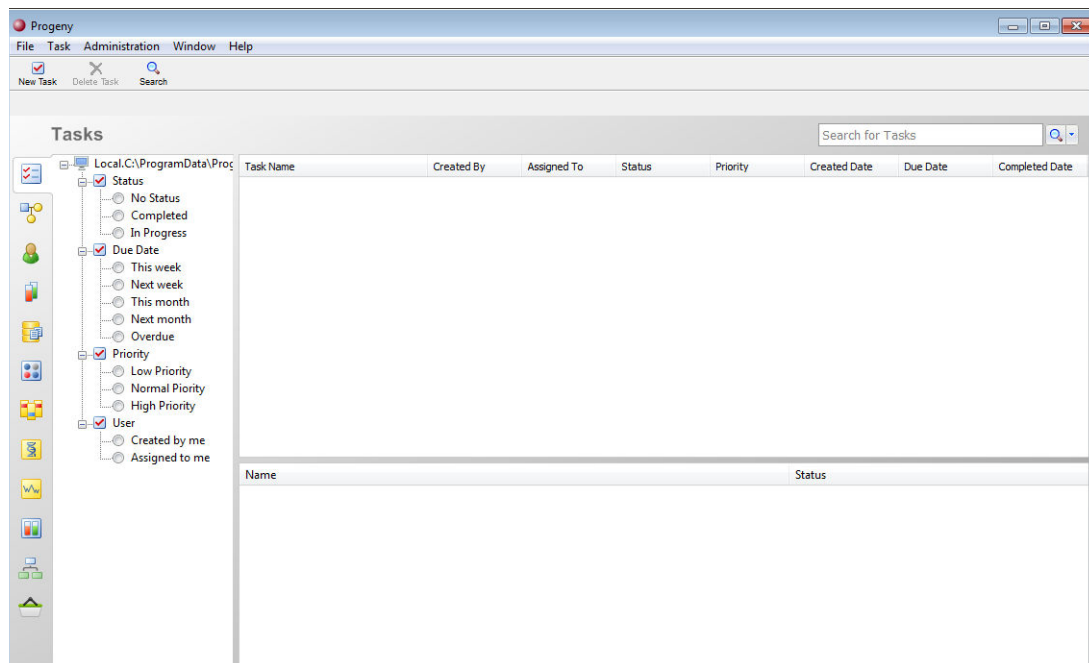 Progeny
File Task Administration Window Help
New Task Delete Task Search
Tasks
Search for Tasks
Local.C:\ProgramData\Prog
Status
No Status
Completed
In Progress
Due Date
This week
Next week
This month
Next month
Overdue
Priority
Low Priority
Normal Piority
High Priority
User
Created by me
Assigned to me
Task Name Created By Assigned To Status Priority Created Date Due Date Completed Date
Name Status